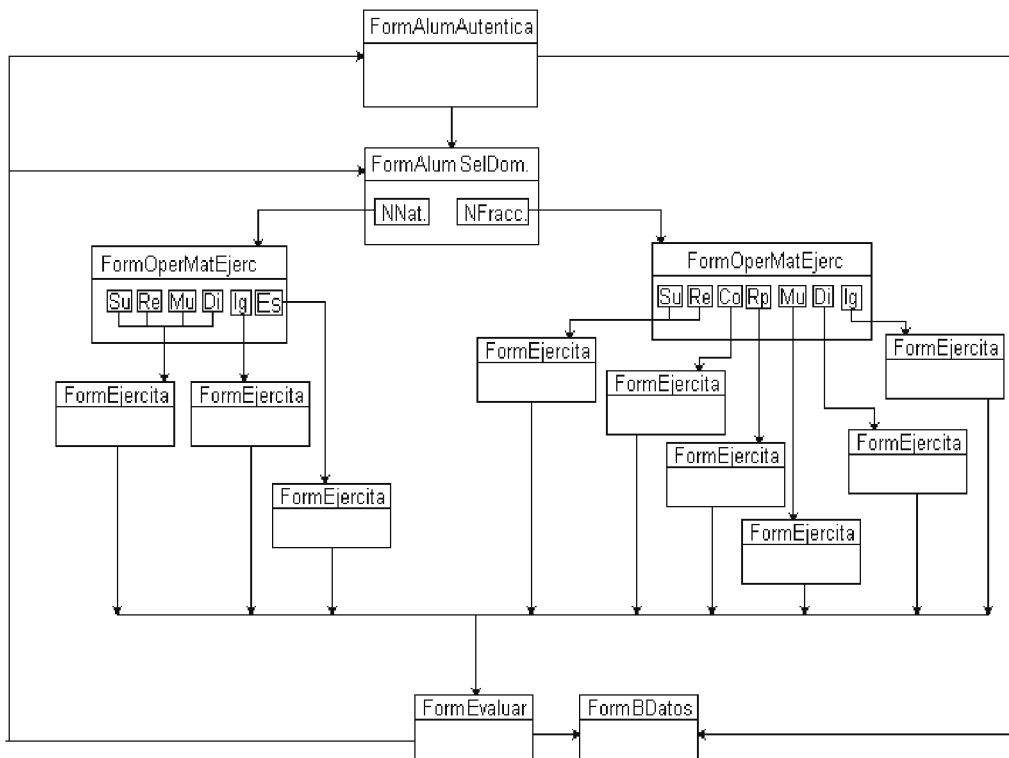 FormAlumAutentica
FormAlumSelDom.
NNat. NFracc.
FormOperMatEjerc
Su Re Mu Di Ig Es
FormOperMatEjerc
Su Re Co Rp Mu Di Ig
FormEjercita
FormEjercita
FormEjercita
FormEjercita
FormEjercita
FormEjercita
FormEjercita
FormEjercita
FormEjercita
FormEvaluar
FormBDatos